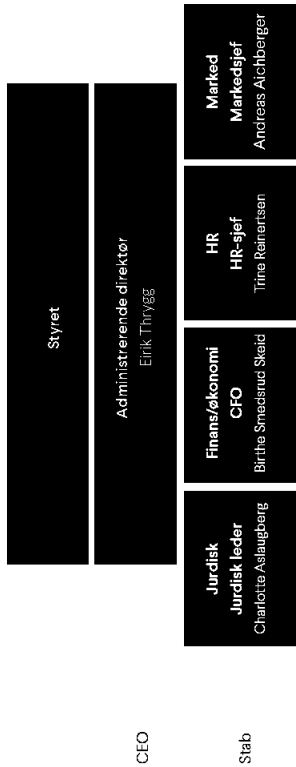 Styret
CEO
Administrerende direktør
Eirik Thrygg
Stab
Jurdisk
Jurdisk leder
Charlotte Aslaugberg
Finans/økonomi
CFO
Birthe Smedsrud Skeid
HR
HR-sjef
Trine Reinertsen
Marked
Markedsjef
Andreas Aichberger